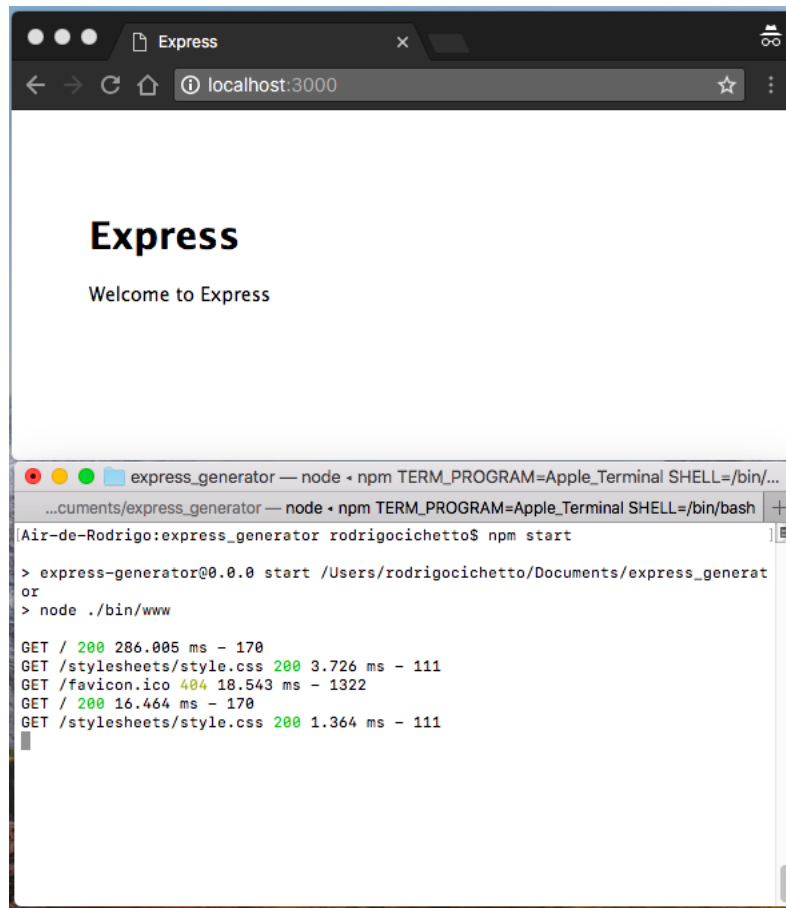 Express
localhost:3000
Express
Welcome to Express
express_generator — node ◂ npm TERM_PROGRAM=Apple_Terminal SHELL=/bin/...
...cuments/express_generator — node ◂ npm TERM_PROGRAM=Apple_Terminal SHELL=/bin/bash
[Air-de-Rodrigo:express_generator rodrigocichetto$ npm start ]
> express-generator@0.0.0 start /Users/rodrigocichetto/Documents/express_generat
or
> node ./bin/www
GET / 200 286.005 ms - 170
GET /stylesheets/style.css 200 3.726 ms - 111
GET /favicon.ico 404 18.543 ms - 1322
GET / 200 16.464 ms - 170
GET /stylesheets/style.css 200 1.364 ms - 111